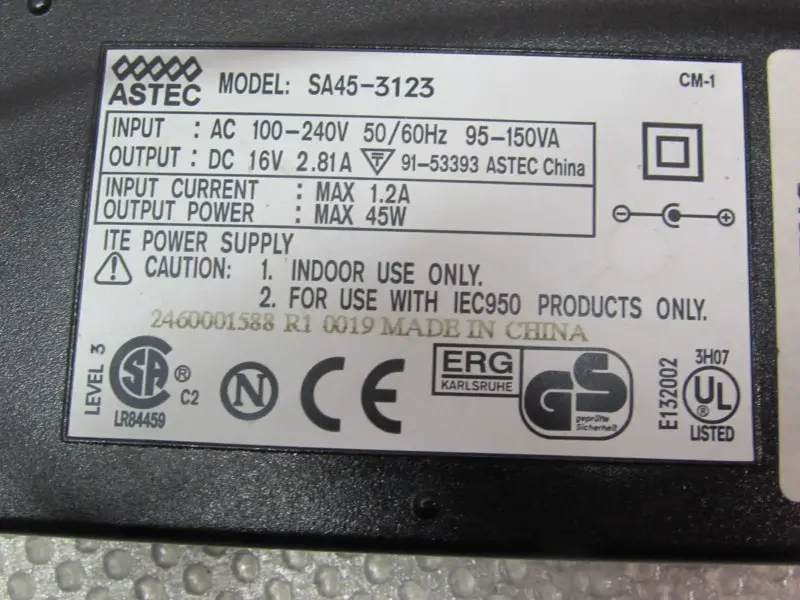 ASTEC MODEL: SA45-3123 CM-1
INPUT : AC 100-240V 50/60Hz 95-150VA
OUTPUT : DC 16V 2.81A 91-53393 ASTEC China
INPUT CURRENT : MAX 1.2A
OUTPUT POWER : MAX 45W
ITE POWER SUPPLY
CAUTION: 1. INDOOR USE ONLY.
2. FOR USE WITH IEC950 PRODUCTS ONLY.
2460001588 R1 0019 MADE IN CHINA
LEVEL 3
SA ® C2
LR84459
N
CE
ERG
KARLSRUHE
GS
geprüfte
Sicherheit
E132002
3H07
UL ®
LISTED